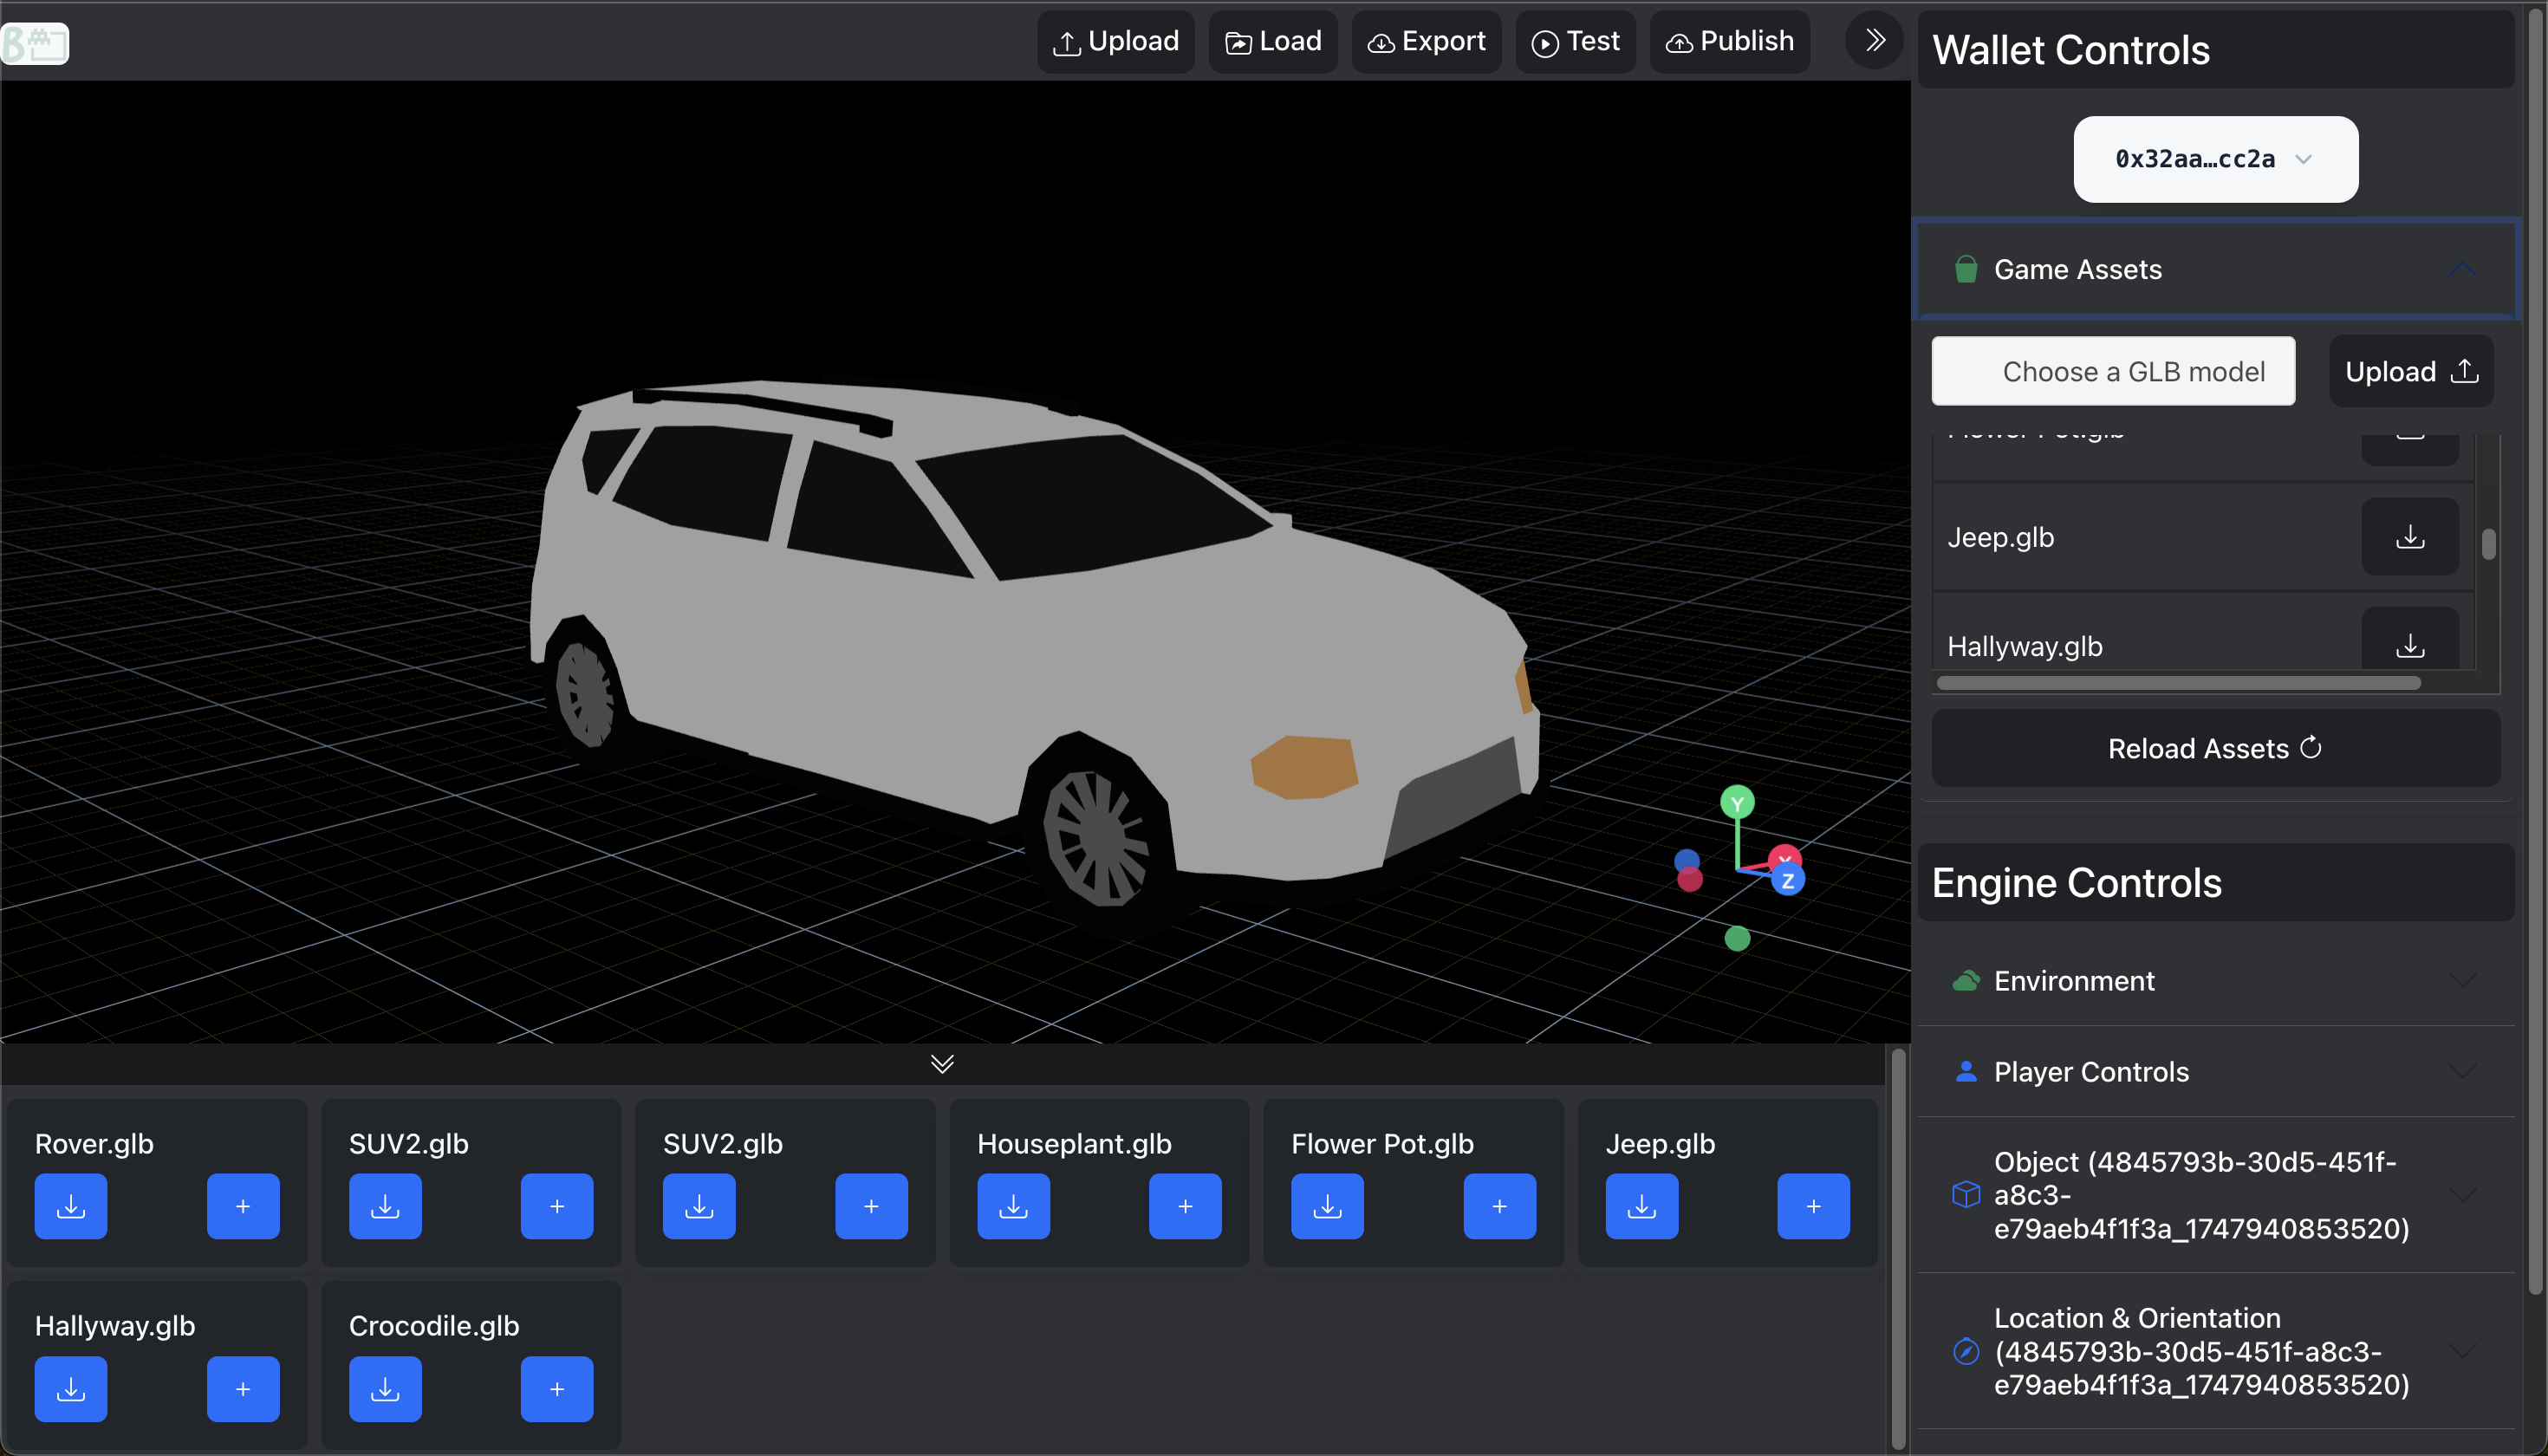 B
Upload
Load
Export
Test
Publish
Wallet Controls
0x32aa…cc2a
Game Assets
Choose a GLB model
Upload
Jeep.glb
Hallyway.glb
Reload Assets
Y
X
Z
Engine Controls
Environment
Player Controls
Object (4845793b-30d5-451f-
a8c3-
e79aeb4f1f3a_1747940853520)
Location & Orientation
(4845793b-30d5-451f-a8c3-
e79aeb4f1f3a_1747940853520)
Rover.glb
SUV2.glb
SUV2.glb
Houseplant.glb
Flower Pot.glb
Jeep.glb
Hallyway.glb
Crocodile.glb